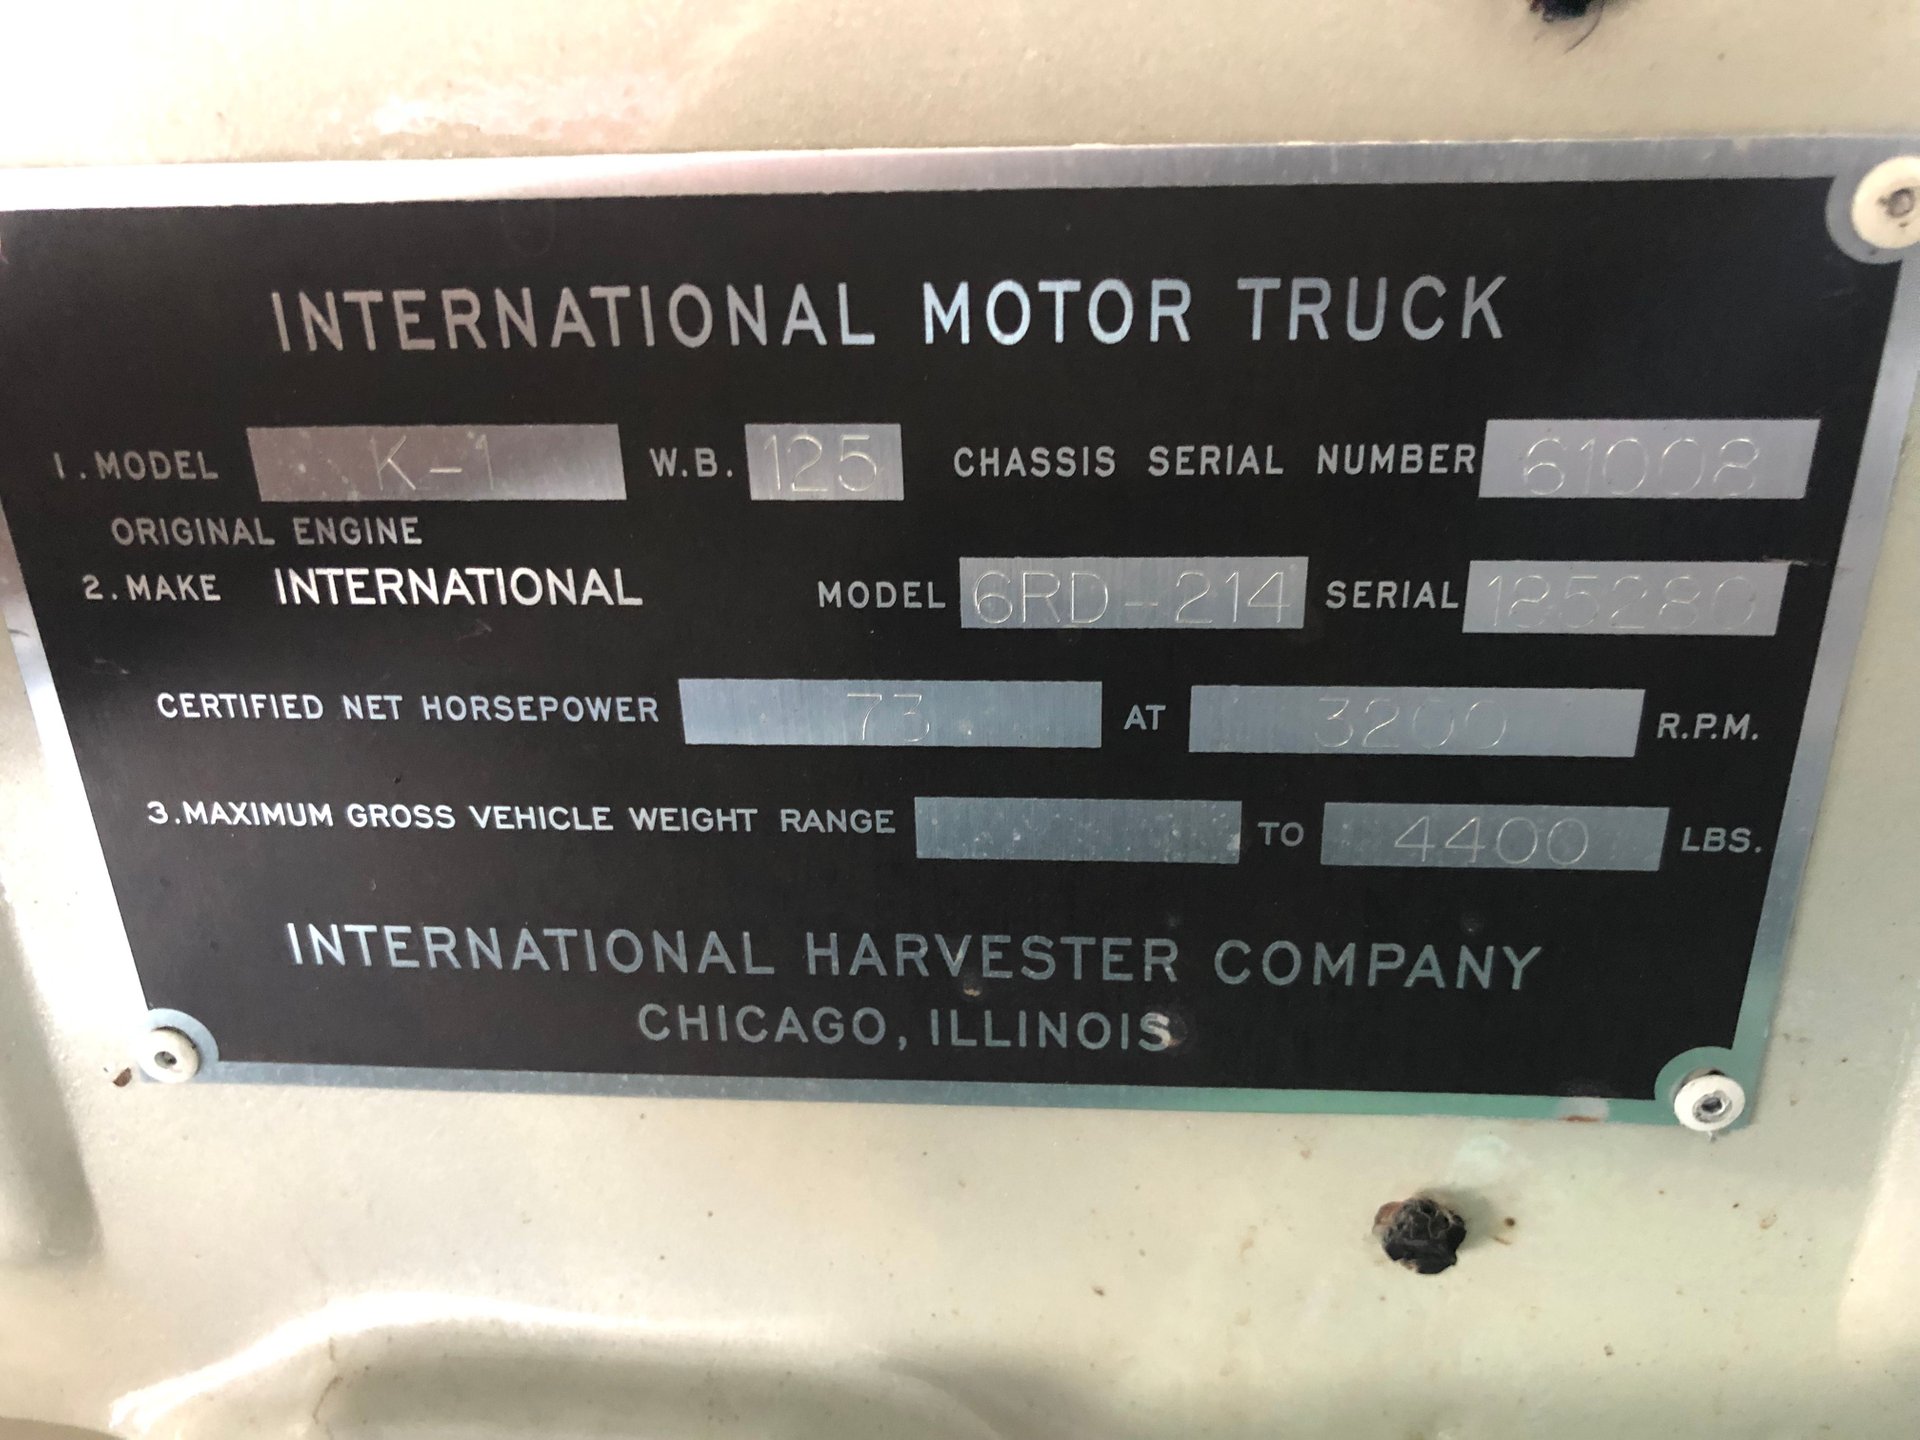 INTERNATIONAL MOTOR TRUCK
1. MODEL K-1 W.B. 125 CHASSIS SERIAL NUMBER 61008
ORIGINAL ENGINE
2. MAKE INTERNATIONAL MODEL 6RD-214 SERIAL 185280
CERTIFIED NET HORSEPOWER 73 AT 3200 R.P.M.
3. MAXIMUM GROSS VEHICLE WEIGHT RANGE TO 4400 LBS.
INTERNATIONAL HARVESTER COMPANY
CHICAGO, ILLINOIS